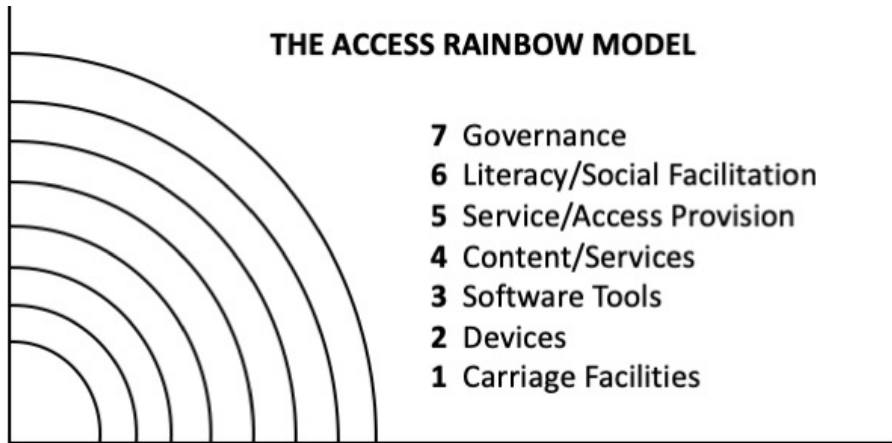 THE ACCESS RAINBOW MODEL
7 Governance
6 Literacy/Social Facilitation
5 Service/Access Provision
4 Content/Services
3 Software Tools
2 Devices
1 Carriage Facilities